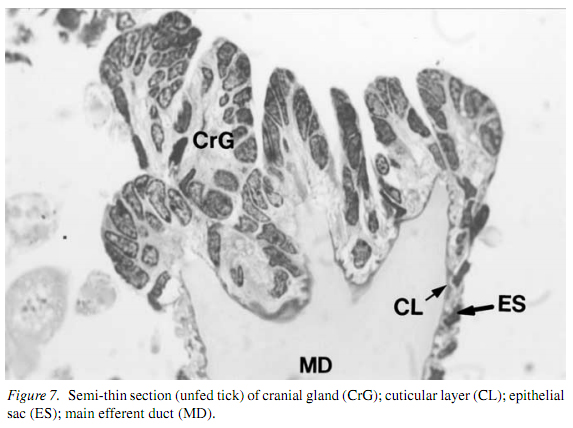 CrG
CL
ES
MD
Figure 7. Semi-thin section (unfed tick) of cranial gland (CrG); cuticular layer (CL); epithelial
sac (ES); main efferent duct (MD).